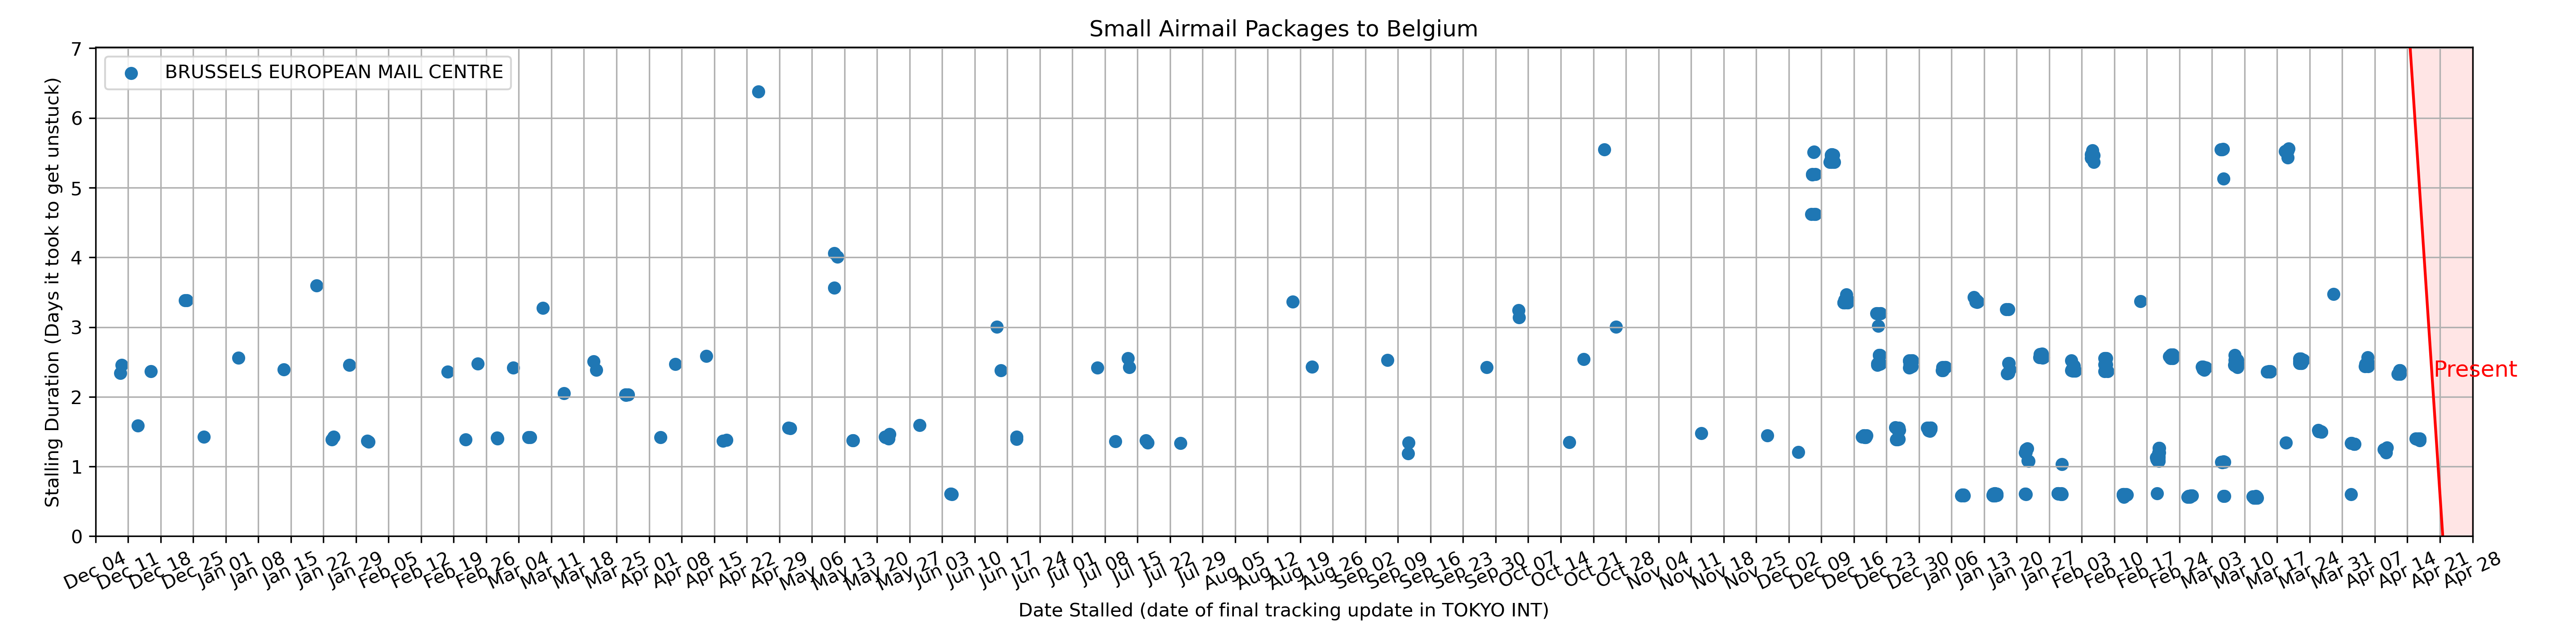 Small Airmail Packages to Belgium
BRUSSELS EUROPEAN MAIL CENTRE
Stalling Duration (Days it took to get unstuck)
7
6
5
4
3
2
1
0
Present
Dec 04 Dec 11 Dec 18 Dec 25 Jan 01 Jan 08 Jan 15 Jan 22 Jan 29 Feb 05 Feb 12 Feb 19 Feb 26 Mar 04 Mar 11 Mar 18 Mar 25 Apr 01 Apr 08 Apr 15 Apr 22 Apr 29 May 06 May 13 May 20 May 27 Jun 03 Jun 10 Jun 17 Jun 24 Jul 01 Jul 08 Jul 15 Jul 22 Jul 29 Aug 05 Aug 12 Aug 19 Aug 26 Sep 02 Sep 09 Sep 16 Sep 23 Sep 30 Oct 07 Oct 14 Oct 21 Oct 28 Nov 04 Nov 11 Nov 18 Nov 25 Dec 02 Dec 09 Dec 16 Dec 23 Dec 30 Jan 06 Jan 13 Jan 20 Jan 27 Feb 03 Feb 10 Feb 17 Feb 24 Mar 03 Mar 10 Mar 17 Mar 24 Mar 31 Apr 07 Apr 14 Apr 21 Apr 28
Date Stalled (date of final tracking update in TOKYO INT)